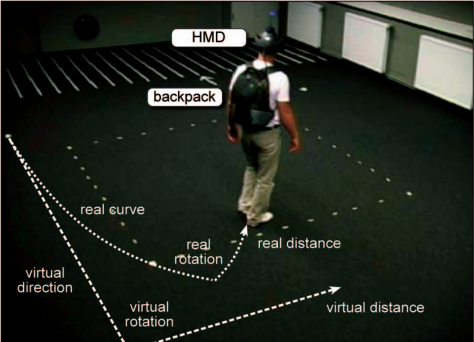 HMD
backpack
real curve
real
rotation
real distance
virtual
direction
virtual
rotation
virtual distance